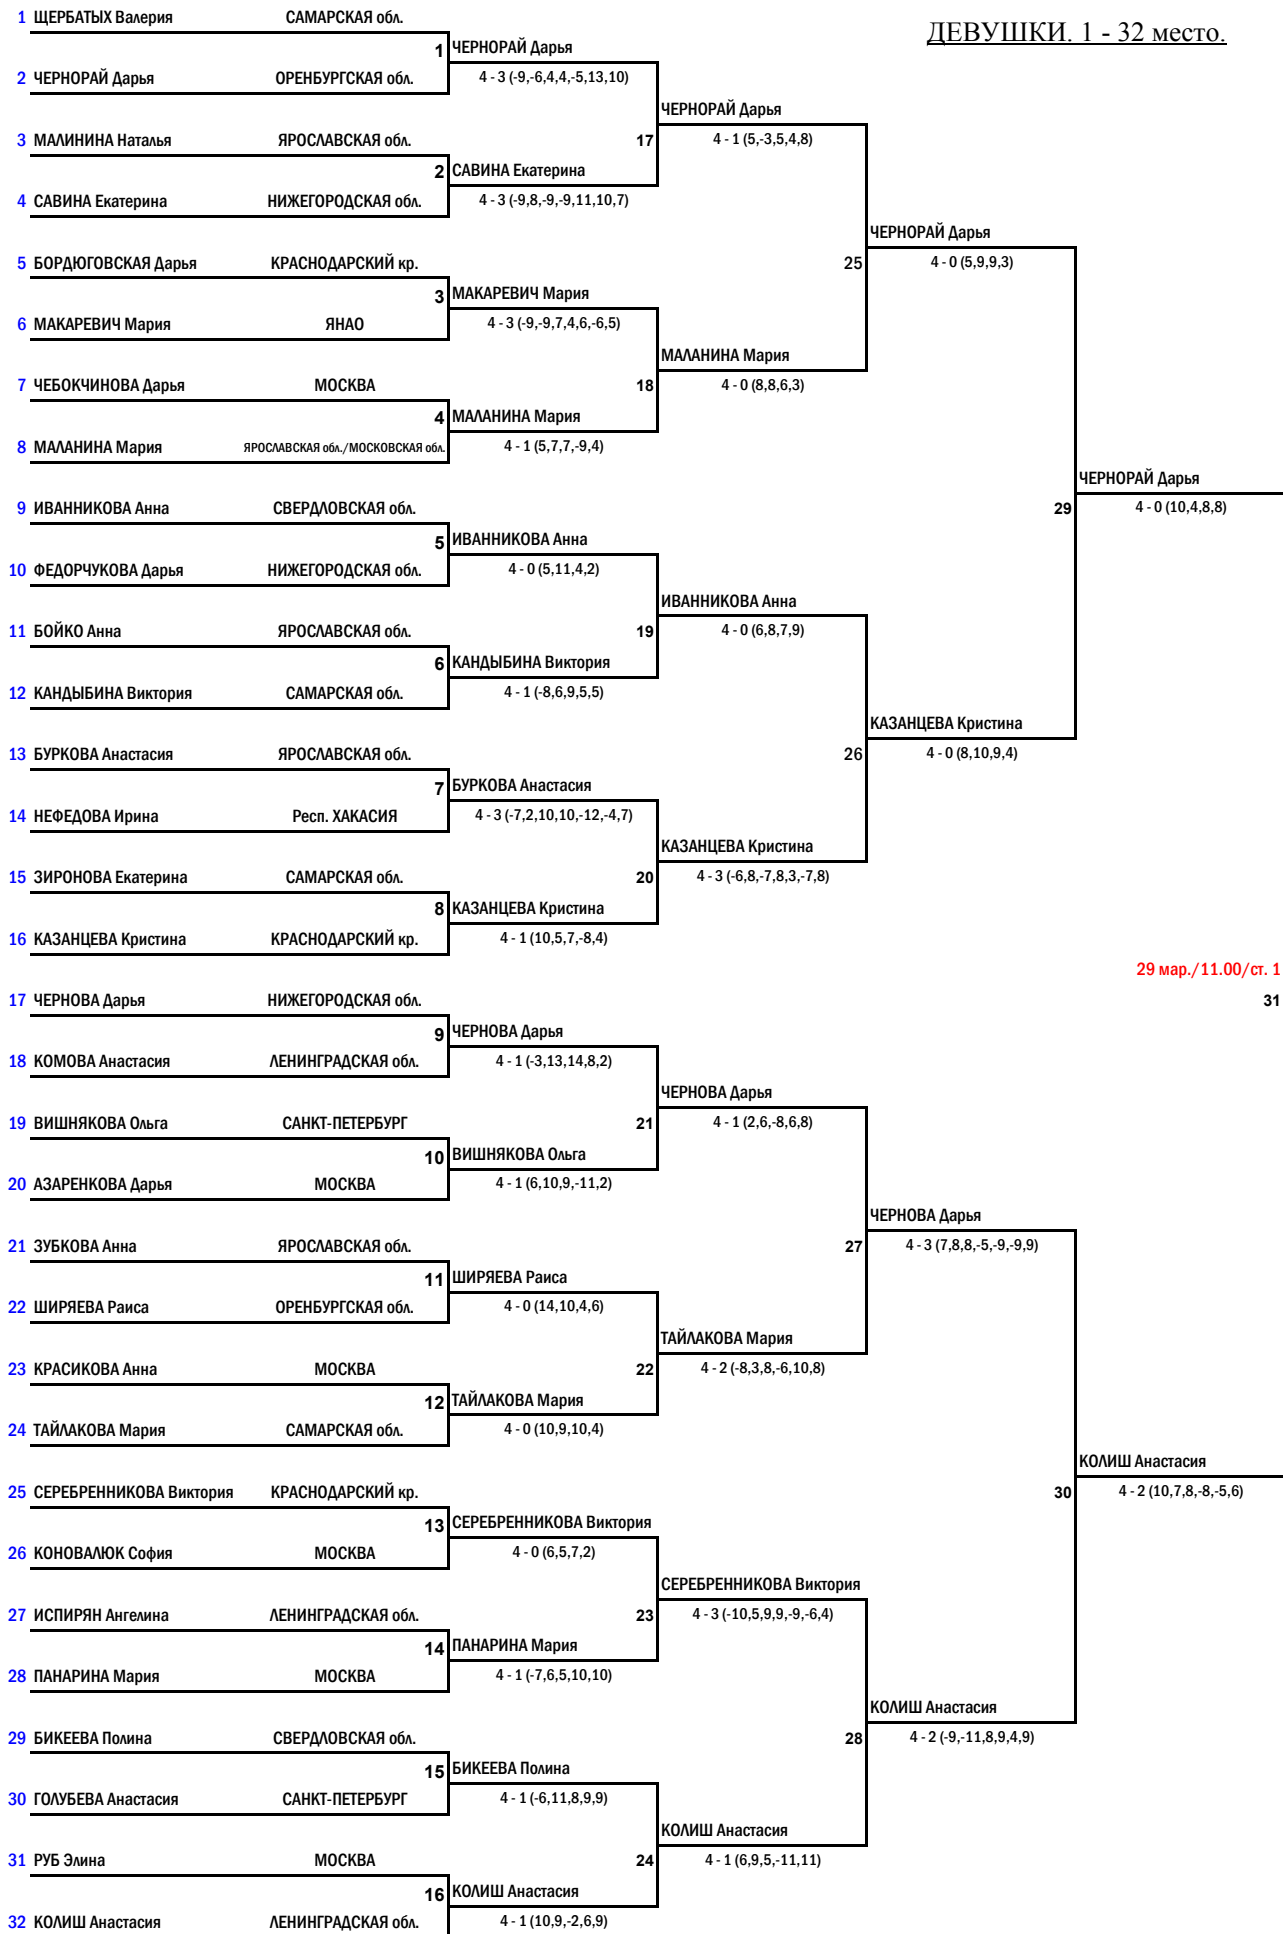 ДЕВУШКИ. 1 - 32 место.
1 ЩЕРБАТЫХ Валерия САМАРСКАЯ обл.
1 ЧЕРНОРАЙ Дарья
2 ЧЕРНОРАЙ Дарья ОРЕНБУРГСКАЯ обл. 4 - 3 (-9,-6,4,4,-5,13,10)
ЧЕРНОРАЙ Дарья
3 МАЛИНИНА Наталья ЯРОСЛАВСКАЯ обл. 17 4 - 1 (5,-3,5,4,8)
2 САВИНА Екатерина
4 САВИНА Екатерина НИЖЕГОРОДСКАЯ обл. 4 - 3 (-9,8,-9,-9,11,10,7)
ЧЕРНОРАЙ Дарья
5 БОРДЮГОВСКАЯ Дарья КРАСНОДАРСКИЙ кр. 25 4 - 0 (5,9,9,3)
3 МАКАРЕВИЧ Мария
6 МАКАРЕВИЧ Мария ЯНАО 4 - 3 (-9,-9,7,4,6,-6,5)
МАЛАНИНА Мария
7 ЧЕБОКЧИНОВА Дарья МОСКВА 18 4 - 0 (8,8,6,3)
4 МАЛАНИНА Мария
8 МАЛАНИНА Мария ЯРОСЛАВСКАЯ обл./МОСКОВСКАЯ обл. 4 - 1 (5,7,7,-9,4)
ЧЕРНОРАЙ Дарья
9 ИВАННИКОВА Анна СВЕРДЛОВСКАЯ обл. 29 4 - 0 (10,4,8,8)
5 ИВАННИКОВА Анна
10 ФЕДОРЧУКОВА Дарья НИЖЕГОРОДСКАЯ обл. 4 - 0 (5,11,4,2)
ИВАННИКОВА Анна
11 БОЙКО Анна ЯРОСЛАВСКАЯ обл. 19 4 - 0 (6,8,7,9)
6 КАНДЫБИНА Виктория
12 КАНДЫБИНА Виктория САМАРСКАЯ обл. 4 - 1 (-8,6,9,5,5)
КАЗАНЦЕВА Кристина
13 БУРКОВА Анастасия ЯРОСЛАВСКАЯ обл. 26 4 - 0 (8,10,9,4)
7 БУРКОВА Анастасия
14 НЕФЕДОВА Ирина Респ. ХАКАСИЯ 4 - 3 (-7,2,10,10,-12,-4,7)
КАЗАНЦЕВА Кристина
15 ЗИРОНОВА Екатерина САМАРСКАЯ обл. 20 4 - 3 (-6,8,-7,8,3,-7,8)
8 КАЗАНЦЕВА Кристина
16 КАЗАНЦЕВА Кристина КРАСНОДАРСКИЙ кр. 4 - 1 (10,5,7,-8,4)
29 мар./11.00/ст. 1
17 ЧЕРНОВА Дарья НИЖЕГОРОДСКАЯ обл. 31
9 ЧЕРНОВА Дарья
18 КОМОВА Анастасия ЛЕНИНГРАДСКАЯ обл. 4 - 1 (-3,13,14,8,2)
ЧЕРНОВА Дарья
19 ВИШНЯКОВА Ольга САНКТ-ПЕТЕРБУРГ 21 4 - 1 (2,6,-8,6,8)
10 ВИШНЯКОВА Ольга
20 АЗАРЕНКОВА Дарья МОСКВА 4 - 1 (6,10,9,-11,2)
ЧЕРНОВА Дарья
21 ЗУБКОВА Анна ЯРОСЛАВСКАЯ обл. 27 4 - 3 (7,8,8,-5,-9,-9,9)
11 ШИРЯЕВА Раиса
22 ШИРЯЕВА Раиса ОРЕНБУРГСКАЯ обл. 4 - 0 (14,10,4,6)
ТАЙЛАКОВА Мария
23 КРАСИКОВА Анна МОСКВА 22 4 - 2 (-8,3,8,-6,10,8)
12 ТАЙЛАКОВА Мария
24 ТАЙЛАКОВА Мария САМАРСКАЯ обл. 4 - 0 (10,9,10,4)
КОЛИШ Анастасия
25 СЕРЕБРЕННИКОВА Виктория КРАСНОДАРСКИЙ кр. 30 4 - 2 (10,7,8,-8,-5,6)
13 СЕРЕБРЕННИКОВА Виктория
26 КОНОВАЛЮК София МОСКВА 4 - 0 (6,5,7,2)
СЕРЕБРЕННИКОВА Виктория
27 ИСПИРЯН Ангелина ЛЕНИНГРАДСКАЯ обл. 23 4 - 3 (-10,5,9,9,-9,-6,4)
14 ПАНАРИНА Мария
28 ПАНАРИНА Мария МОСКВА 4 - 1 (-7,6,5,10,10)
КОЛИШ Анастасия
29 БИКЕЕВА Полина СВЕРДЛОВСКАЯ обл. 28 4 - 2 (-9,-11,8,9,4,9)
15 БИКЕЕВА Полина
30 ГОЛУБЕВА Анастасия САНКТ-ПЕТЕРБУРГ 4 - 1 (-6,11,8,9,9)
КОЛИШ Анастасия
31 РУБ Элина МОСКВА 24 4 - 1 (6,9,5,-11,11)
16 КОЛИШ Анастасия
32 КОЛИШ Анастасия ЛЕНИНГРАДСКАЯ обл. 4 - 1 (10,9,-2,6,9)